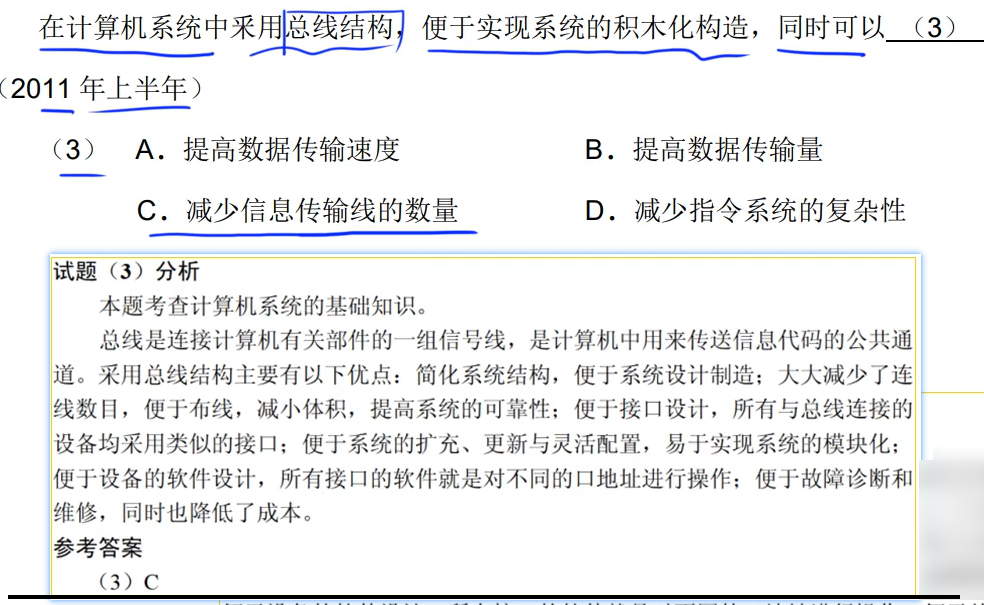 在计算机系统中采用总线结构，便于实现系统的积木化构造，同时可以 （3）
（2011 年上半年）
（3） A．提高数据传输速度 B．提高数据传输量
C．减少信息传输线的数量 D．减少指令系统的复杂性
试题（3）分析
本题考查计算机系统的基础知识。
总线是连接计算机有关部件的一组信号线，是计算机中用来传送信息代码的公共通
道。采用总线结构主要有以下优点：简化系统结构，便于系统设计制造；大大减少了连
线数目，便于布线，减小体积，提高系统的可靠性；便于接口设计，所有与总线连接的
设备均采用类似的接口；便于系统的扩充、更新与灵活配置，易于实现系统的模块化；
便于设备的软件设计，所有接口的软件就是对不同的口地址进行操作；便于故障诊断和
维修，同时也降低了成本。
参考答案
（3）C